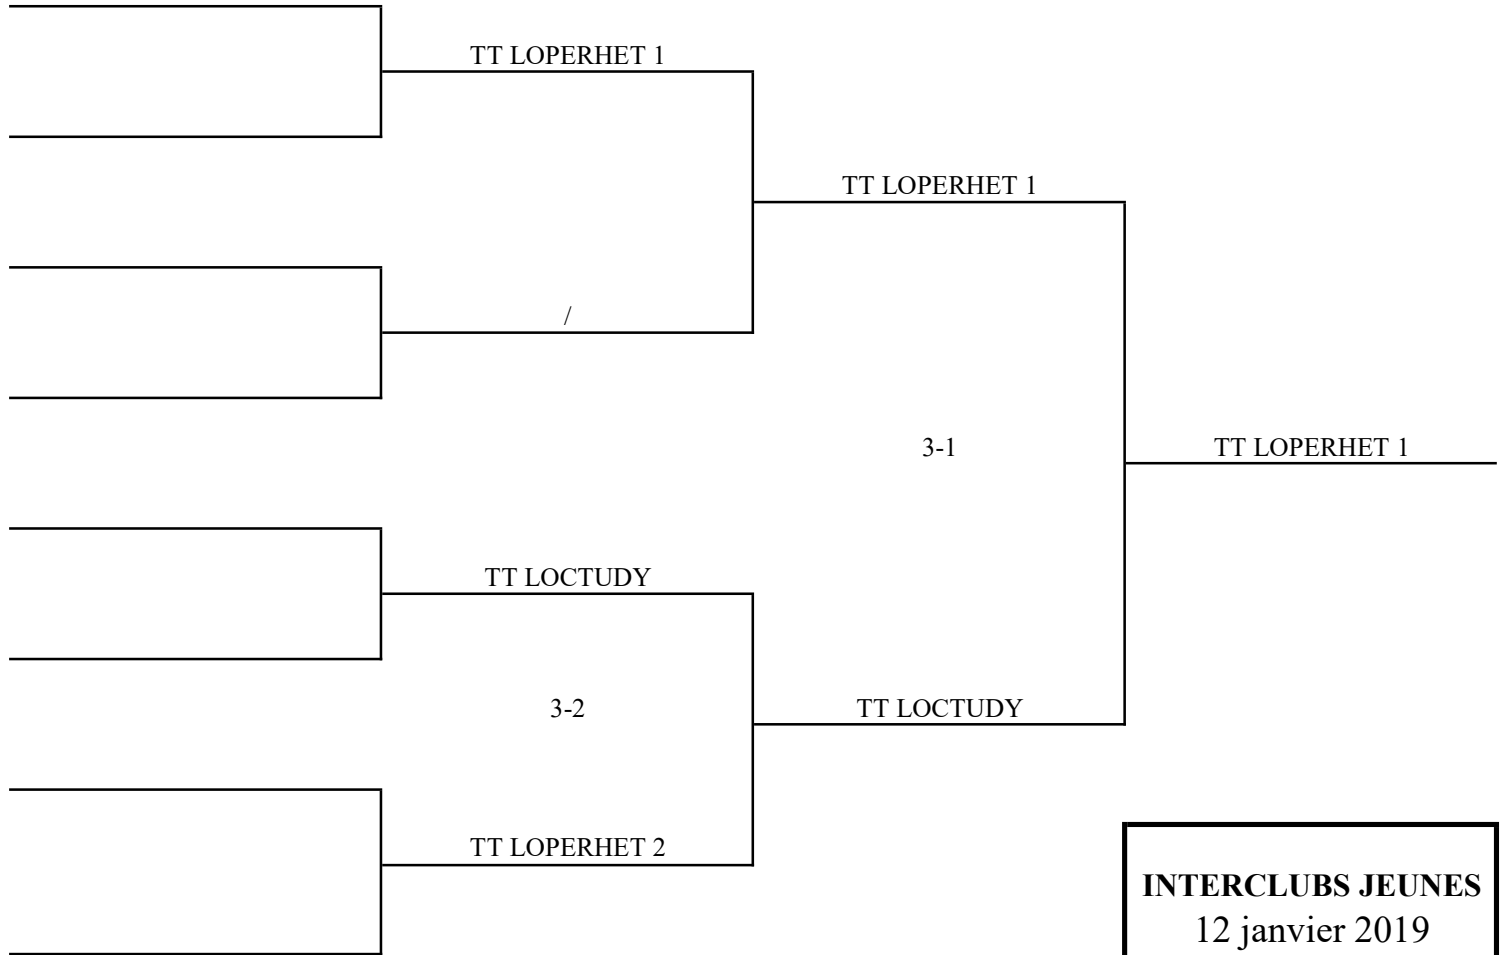 TT LOPERHET 1
TT LOPERHET 1
/
3-1
TT LOPERHET 1
TT LOCTUDY
3-2
TT LOCTUDY
TT LOPERHET 2
INTERCLUBS JEUNES
12 janvier 2019